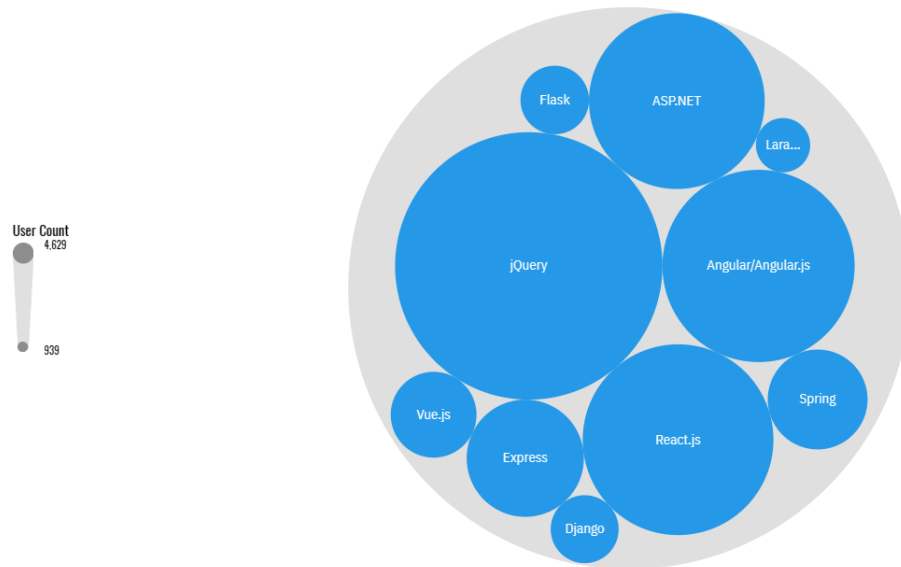 User Count
4,629
939
Flask
ASP.NET
Lara...
jQuery
Angular/Angular.js
Vue.js
Express
React.js
Spring
Django